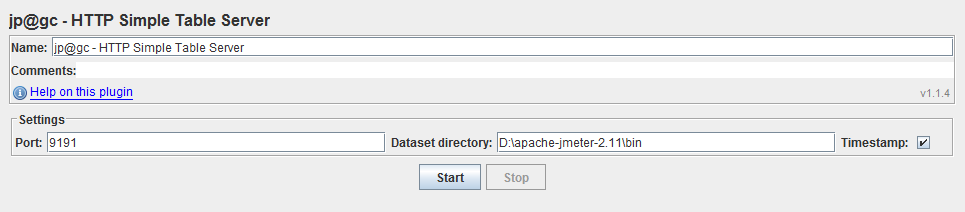 jp@gc - HTTP Simple Table Server
Name: jp@gc - HTTP Simple Table Server
Comments:
Help on this plugin v1.1.4
Settings
Port: 9191 Dataset directory: D:\apache-jmeter-2.11\bin Timestamp:
Start Stop